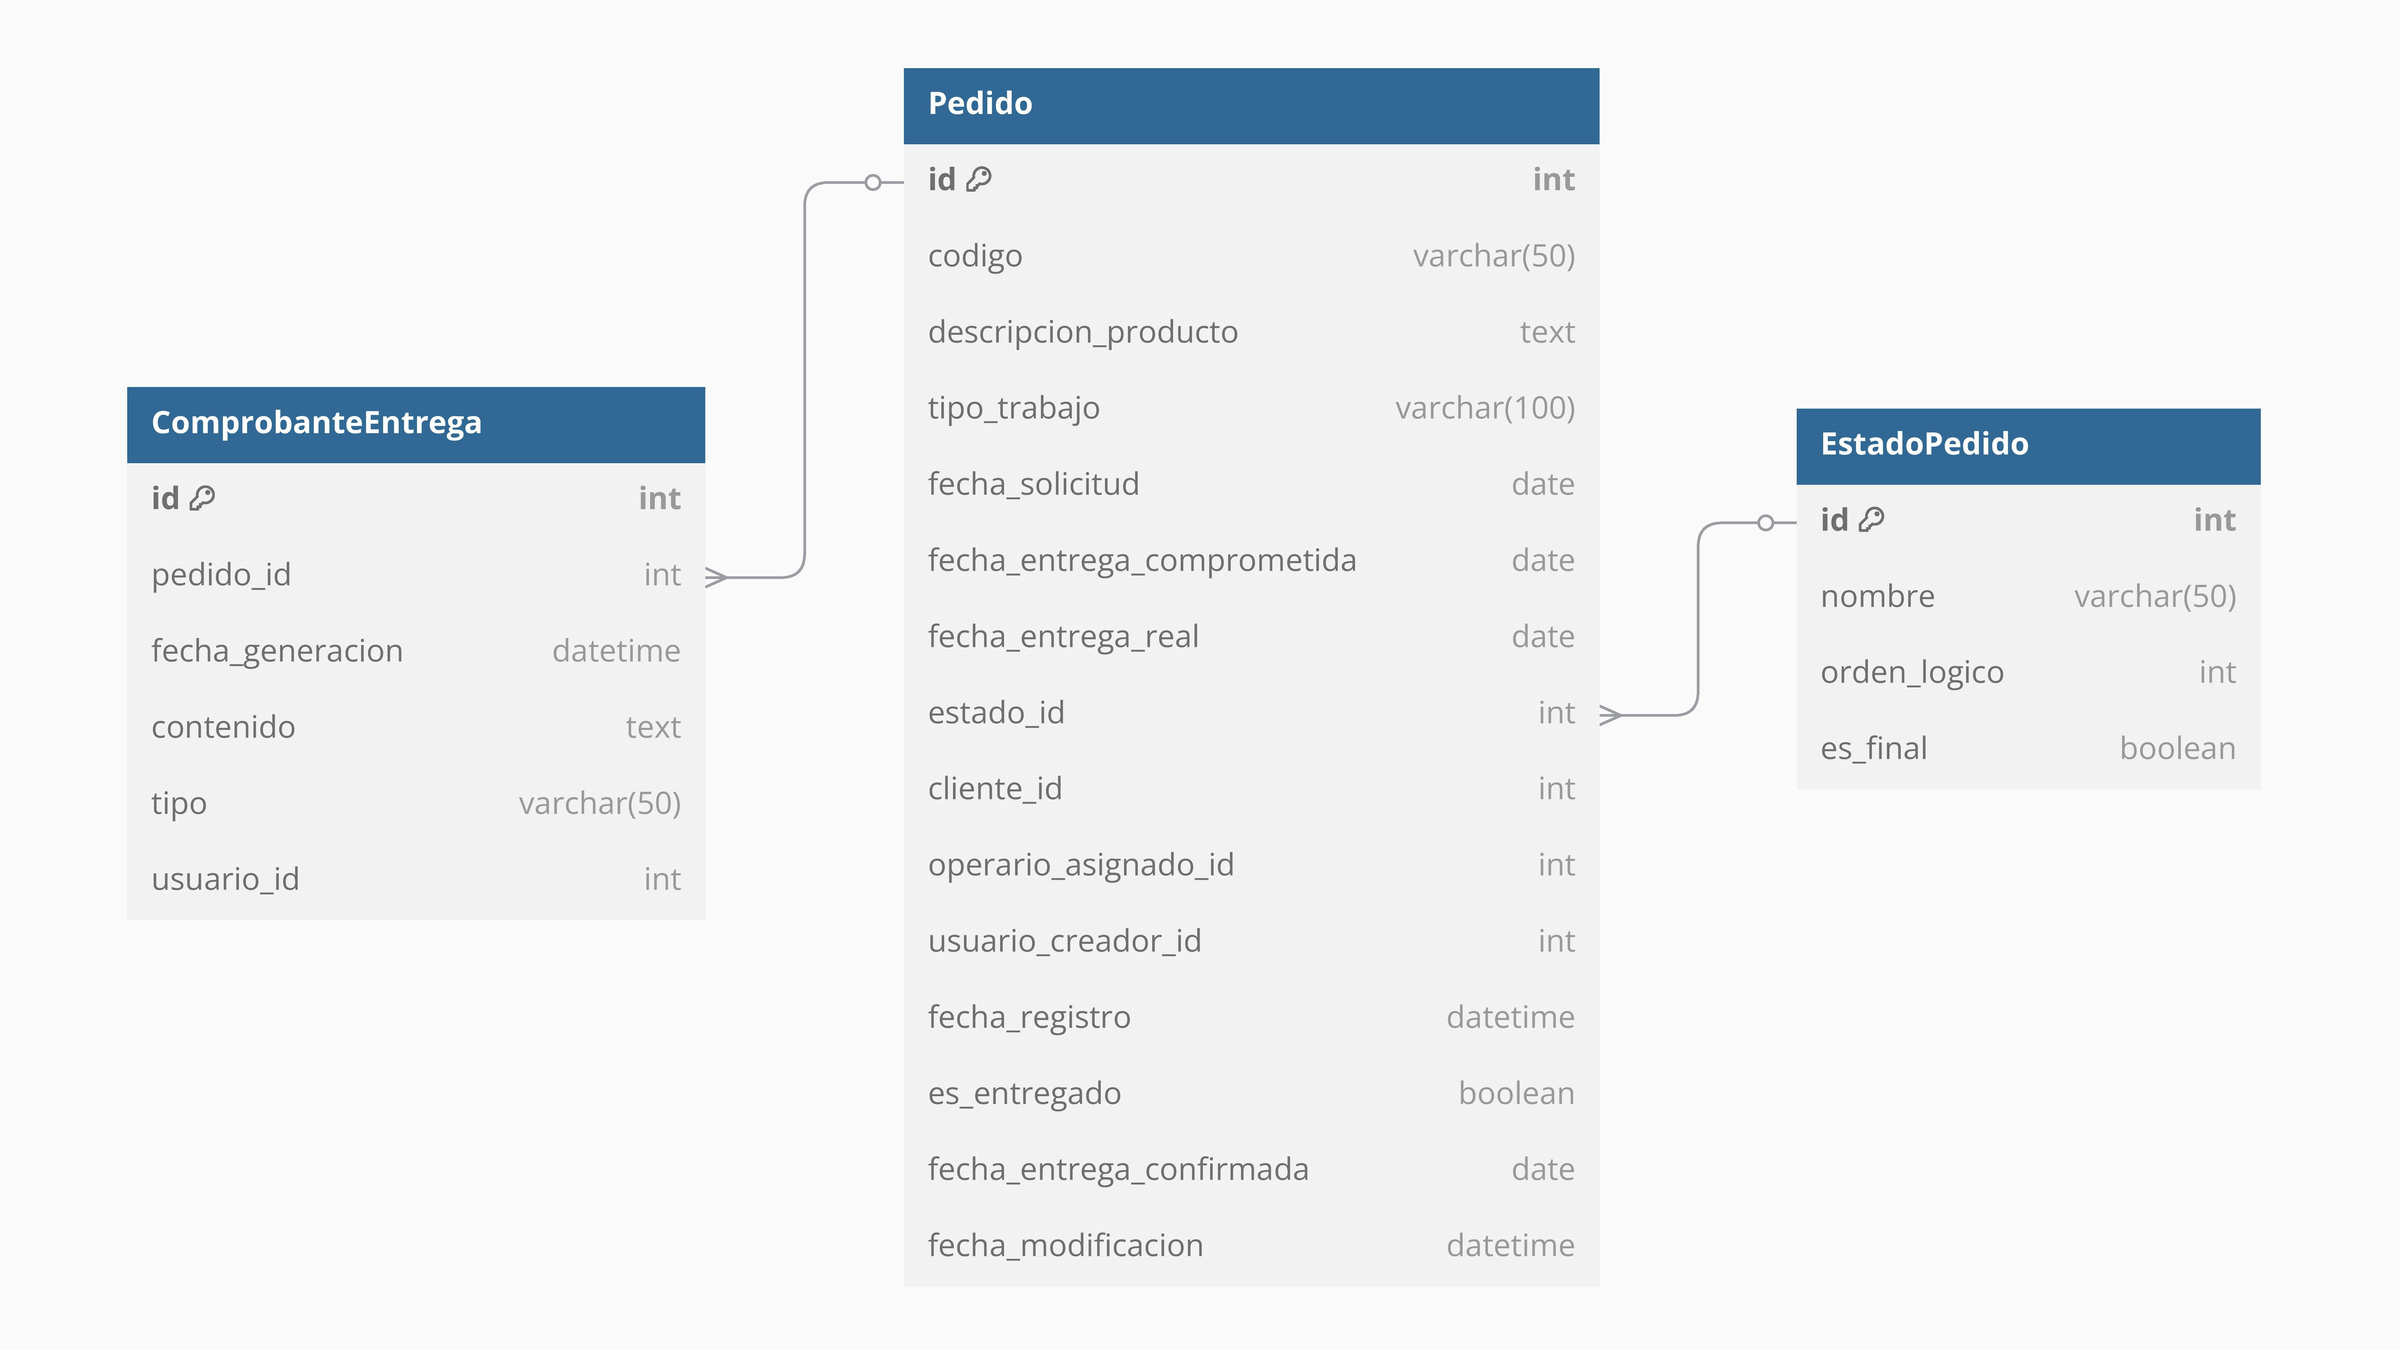 Pedido
id int
codigo varchar(50)
descripcion_producto text
tipo_trabajo varchar(100)
fecha_solicitud date
fecha_entrega_comprometida date
fecha_entrega_real date
estado_id int
cliente_id int
operario_asignado_id int
usuario_creador_id int
fecha_registro datetime
es_entregado boolean
fecha_entrega_confirmada date
fecha_modificacion datetime
ComprobanteEntrega
id int
pedido_id int
fecha_generacion datetime
contenido text
tipo varchar(50)
usuario_id int
EstadoPedido
id int
nombre varchar(50)
orden_logico int
es_final boolean